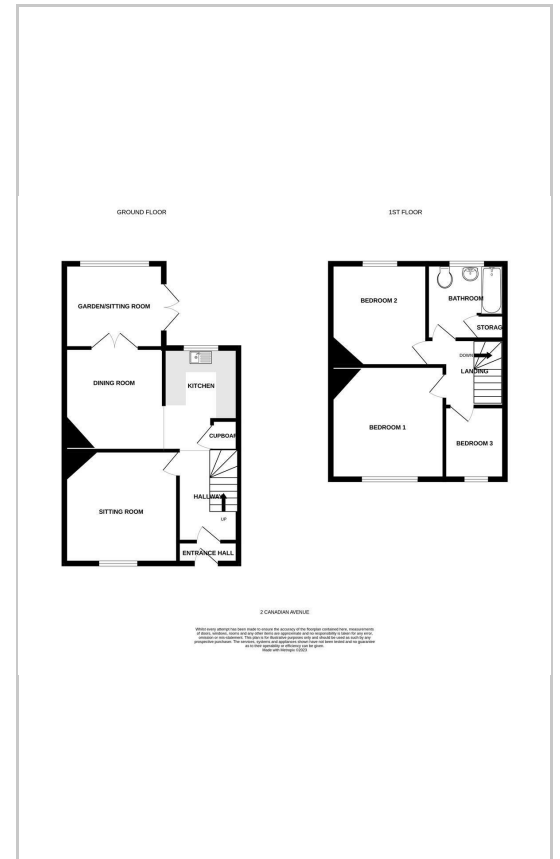 GROUND FLOOR
1ST FLOOR
GARDEN/SITTING ROOM
DINING ROOM
KITCHEN
CUPBOAR
HALLWAY
UP
SITTING ROOM
ENTRANCE HALL
BEDROOM 2
BATHROOM
STORAG
DOWN
LANDING
BEDROOM 1
BEDROOM 3
2 CANADIAN AVENUE
Whilst every attempt has been made to ensure the accuracy of the floorplan contained here, measurements
of doors, windows, rooms and any other items are approximate and no responsibility is taken for any error,
omission or mis-statement. This plan is for illustrative purposes only and should be used as such by any
prospective purchaser. The services, systems and appliances shown have not been tested and no guarantee
as to their operability or efficiency can be given.
Made with Metropix ©2023